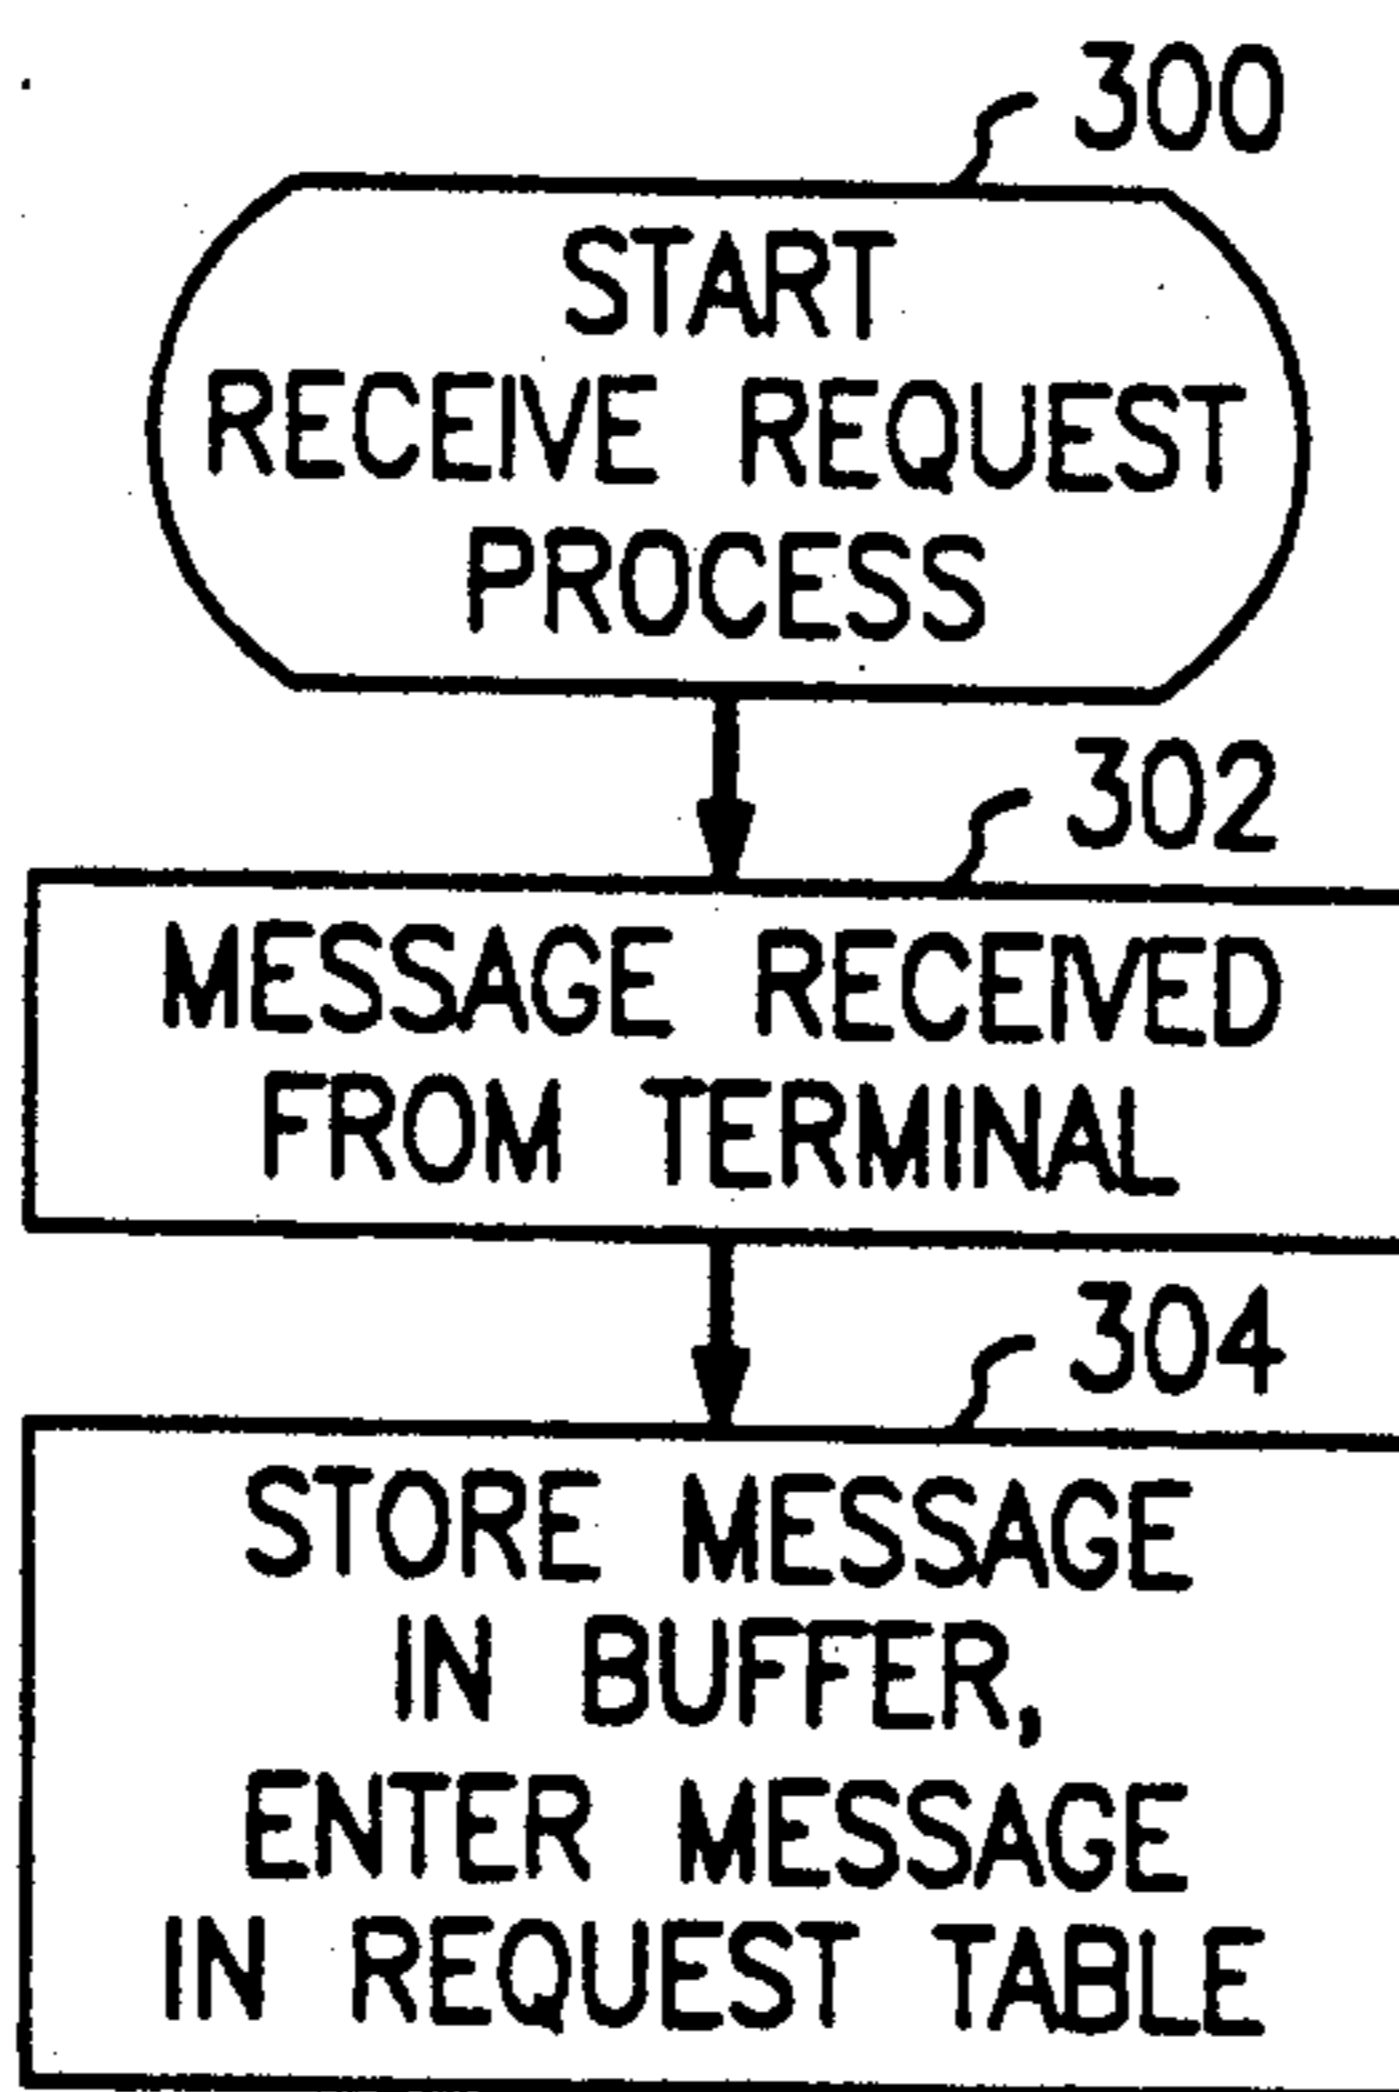 300
START
RECEIVE REQUEST
PROCESS
302
MESSAGE RECEIVED
FROM TERMINAL
304
STORE MESSAGE
IN BUFFER,
ENTER MESSAGE
IN REQUEST TABLE